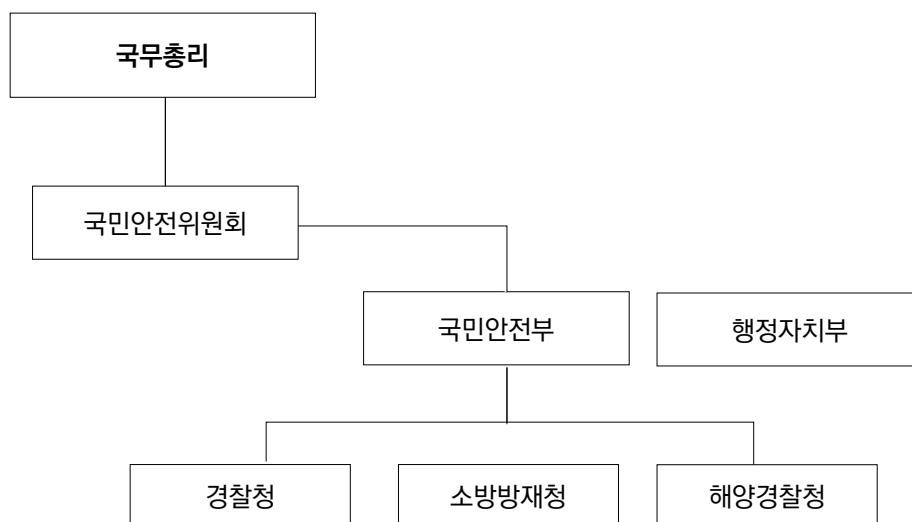 국무총리
국민안전위원회
국민안전부
행정자치부
경찰청
소방방재청
해양경찰청